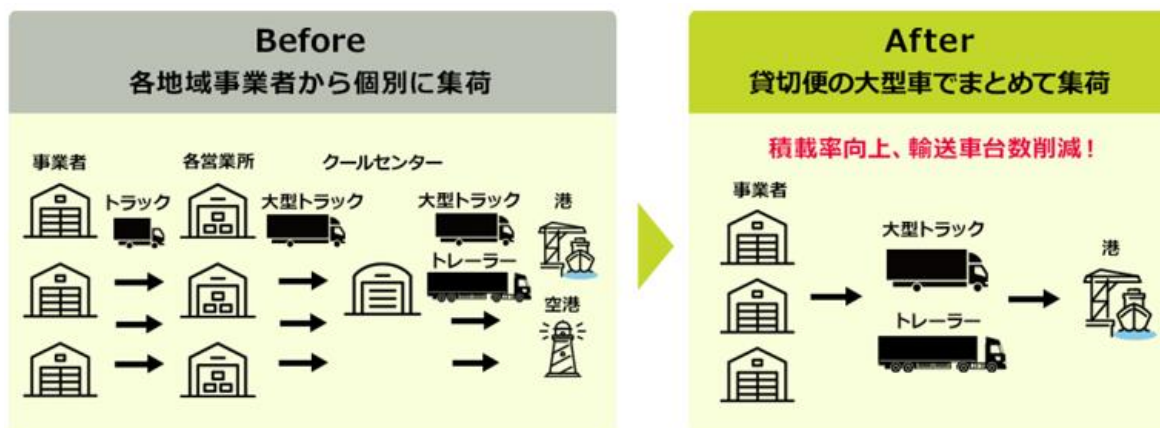 Before
各地域事業者から個別に集荷
事業者
各営業所
クールセンター
トラック
大型トラック
大型トラック
港
トレーラー
空港
After
貸切便の大型車でまとめて集荷
積載率向上、輸送車台数削減！
事業者
大型トラック
港
トレーラー